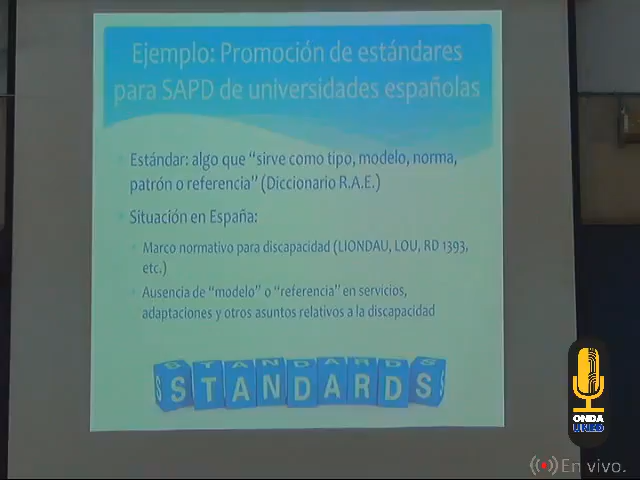 Ejemplo: Promoción de estándares
para SAPD de universidades españolas
Estándar: algo que "sirve como tipo, modelo, norma,
patrón o referencia" (Diccionario R.A.E.)
Situación en España:
Marco normativo para discapacidad (LIONDAU, LOU, RD 1393,
etc.)
Ausencia de "modelo" o "referencia" en servicios,
adaptaciones y otros asuntos relativos a la discapacidad
STANDARDS
STANDARDS
ONDA
UNED
En vivo.